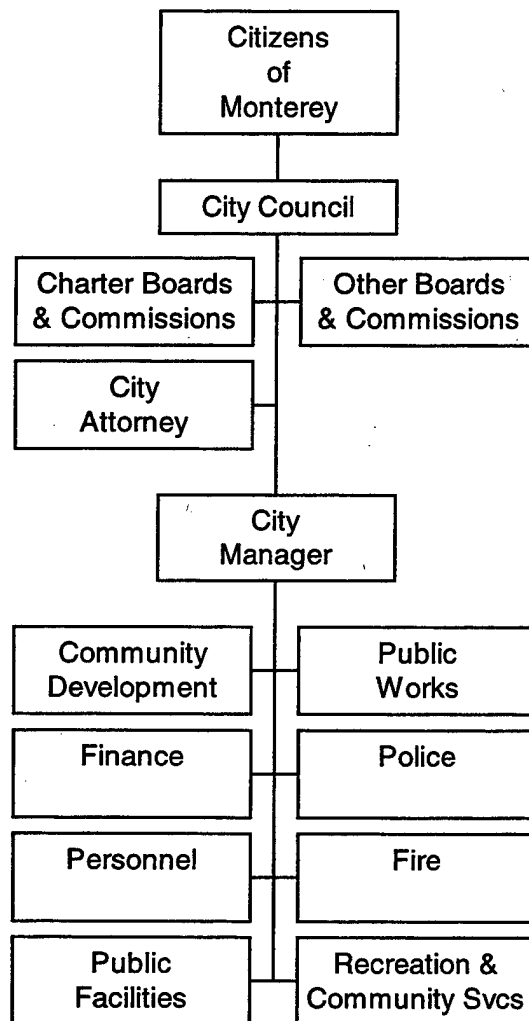 Citizens
of
Monterey
City Council
Charter Boards
& Commissions
Other Boards
& Commissions
City
Attorney
City
Manager
Community
Development
Public
Works
Finance
Police
Personnel
Fire
Public
Facilities
Recreation &
Community Svcs